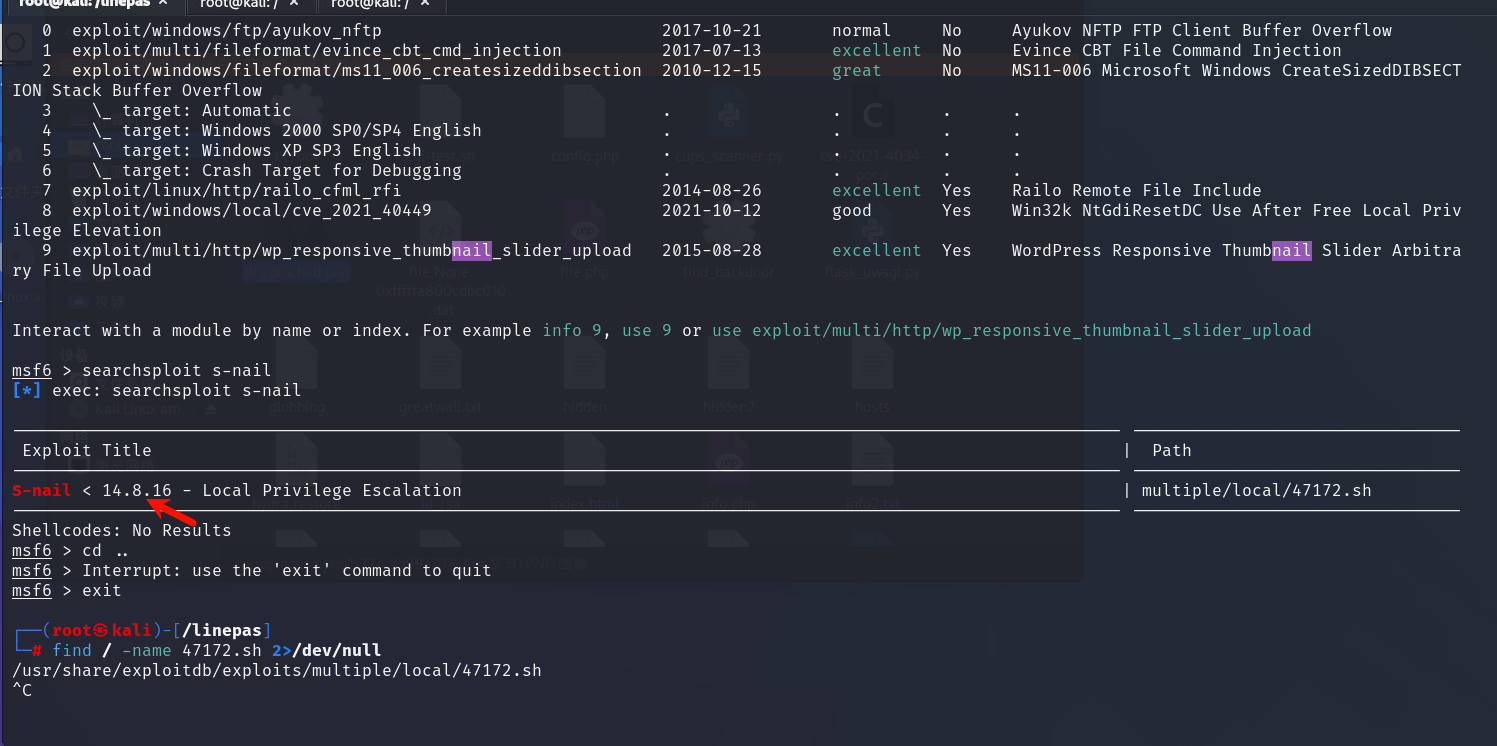 root@kali: /linepas × root@kali: / × root@kali: / ×
0 exploit/windows/ftp/ayukov_nftp 2017-10-21 normal No Ayukov NFTP FTP Client Buffer Overflow
1 exploit/multi/fileformat/evince_cbt_cmd_injection 2017-07-13 excellent No Evince CBT File Command Injection
2 exploit/windows/fileformat/ms11_006_createsizeddibsection 2010-12-15 great No MS11-006 Microsoft Windows CreateSizedDIBSECT
ION Stack Buffer Overflow
3 \_ target: Automatic . . . .
4 \_ target: Windows 2000 SP0/SP4 English . . . .
5 \_ target: Windows XP SP3 English . . . .
6 \_ target: Crash Target for Debugging . . . .
7 exploit/linux/http/railo_cfml_rfi 2014-08-26 excellent Yes Railo Remote File Include
8 exploit/windows/local/cve_2021_40449 2021-10-12 good Yes Win32k NtGdiResetDC Use After Free Local Priv
ilege Elevation
9 exploit/multi/http/wp_responsive_thumbnail_slider_upload 2015-08-28 excellent Yes WordPress Responsive Thumbnail Slider Arbitra
ry File Upload
Interact with a module by name or index. For example info 9, use 9 or use exploit/multi/http/wp_responsive_thumbnail_slider_upload
msf6 > searchsploit s-nail
[*] exec: searchsploit s-nail
Exploit Title | Path
S-nail < 14.8.16 - Local Privilege Escalation | multiple/local/47172.sh
Shellcodes: No Results
msf6 > cd ..
msf6 > Interrupt: use the 'exit' command to quit
msf6 > exit
┌──(root㉿kali)-[/linepas]
└─# find / -name 47172.sh 2>/dev/null
/usr/share/exploitdb/exploits/multiple/local/47172.sh
^C